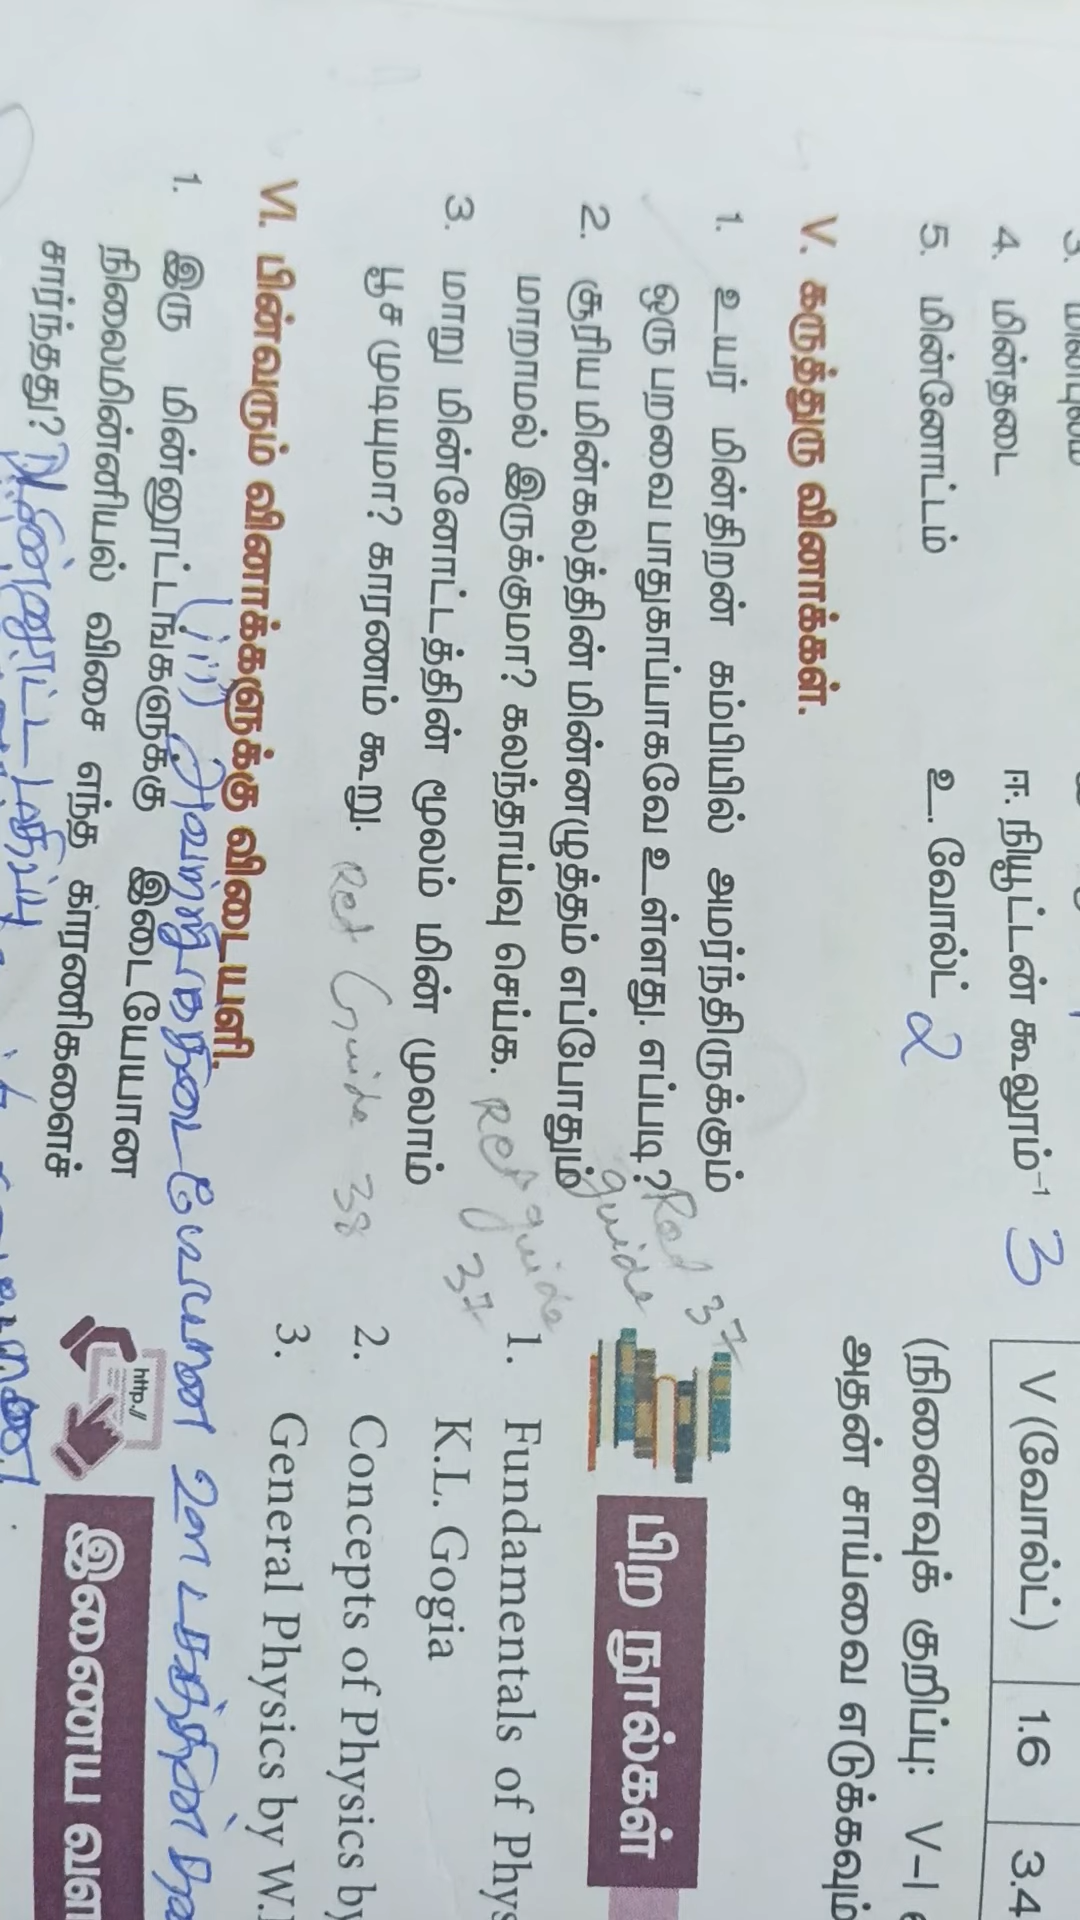 4. மின்தடை ஈ. நியூட்டன் கூலூம்⁻¹ 3
5. மின்னோட்டம் உ. வோல்ட் 2
V. கருத்துரு வினாக்கள்.
1. உயர் மின்திறன் கம்பியில் அமர்ந்திருக்கும்
ஒரு பறவை பாதுகாப்பாகவே உள்ளது. எப்படி? Ref 37
guide
2. சூரிய மின்கலத்தின் மின்னழுத்தம் எப்போதும்
மாறாமல் இருக்குமா? கலந்தாய்வு செய்க. Ref guide
37
3. மாறு மின்னோட்டத்தின் மூலம் மின் முலாம்
பூச முடியுமா? காரணம் கூறு. Ref Guide 38
VI. பின்வரும் வினாக்களுக்கு விடையளி.
1. இரு மின்னூட்டங்களுக்கு இடையேயான
நிலைமின்னியல் விசை எந்த காரணிகளைச்
சார்ந்தது?
V (வோல்ட்) 1.6 3.4
(நினைவுக் குறிப்பு: V-I
அதன் சாய்வை எடுக்கவும்
பிற நூல்கள்
1. Fundamentals of Phys
K.L. Gogia
2. Concepts of Physics by
3. General Physics by W.
http://
இணைய வள